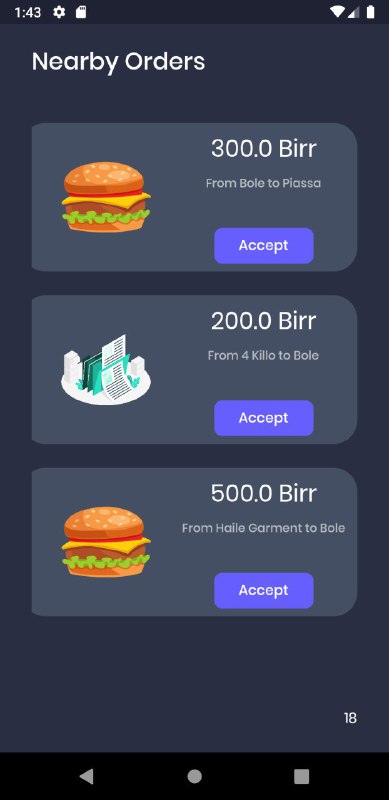 1:43
Nearby Orders
300.0 Birr
From Bole to Piassa
Accept
200.0 Birr
From 4 Killo to Bole
Accept
500.0 Birr
From Haile Garment to Bole
Accept
18